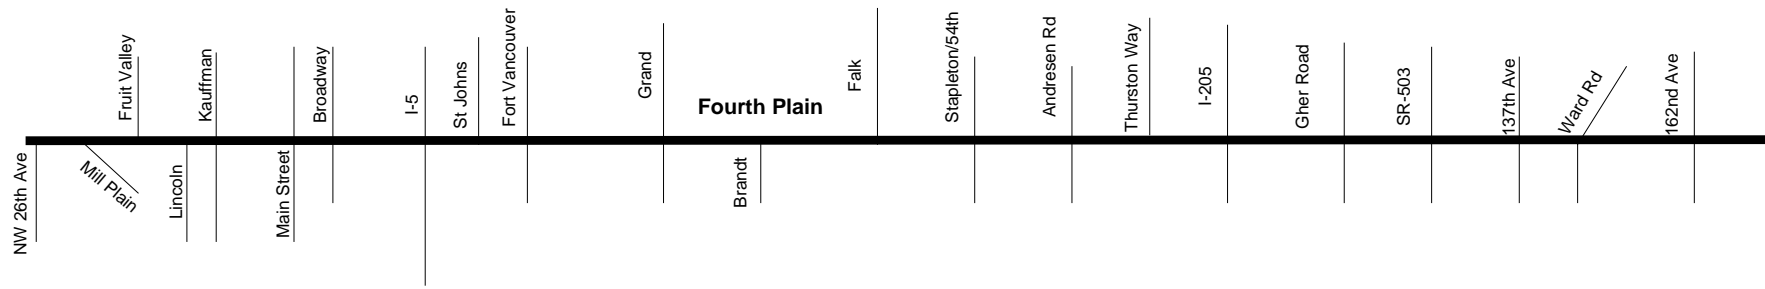 Fruit Valley
Kauffman
Broadway
I-5
St Johns
Fort Vancouver
Grand
Fourth Plain
Falk
Stapleton/54th
Andresen Rd
Thurston Way
I-205
Gher Road
SR-503
137th Ave
Ward Rd
162nd Ave
NW 26th Ave
Mill Plain
Lincoln
Main Street
Brandt